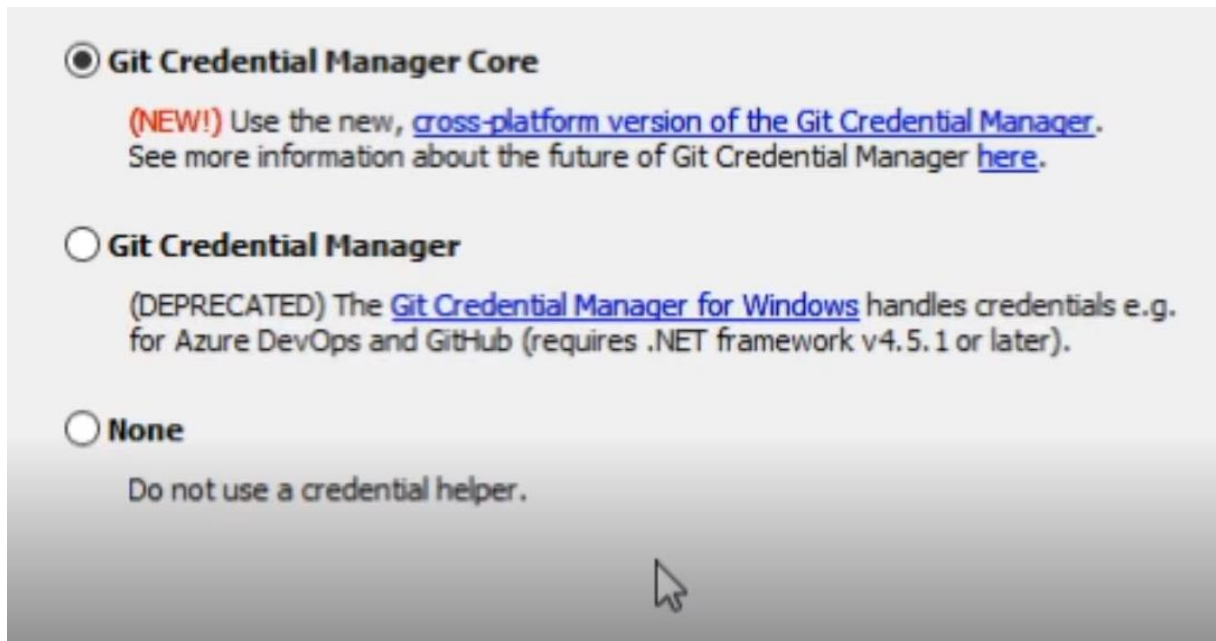 Git Credential Manager Core
(NEW!) Use the new, cross-platform version of the Git Credential Manager.
See more information about the future of Git Credential Manager here.
Git Credential Manager
(DEPRECATED) The Git Credential Manager for Windows handles credentials e.g.
for Azure DevOps and GitHub (requires .NET framework v4.5.1 or later).
None
Do not use a credential helper.